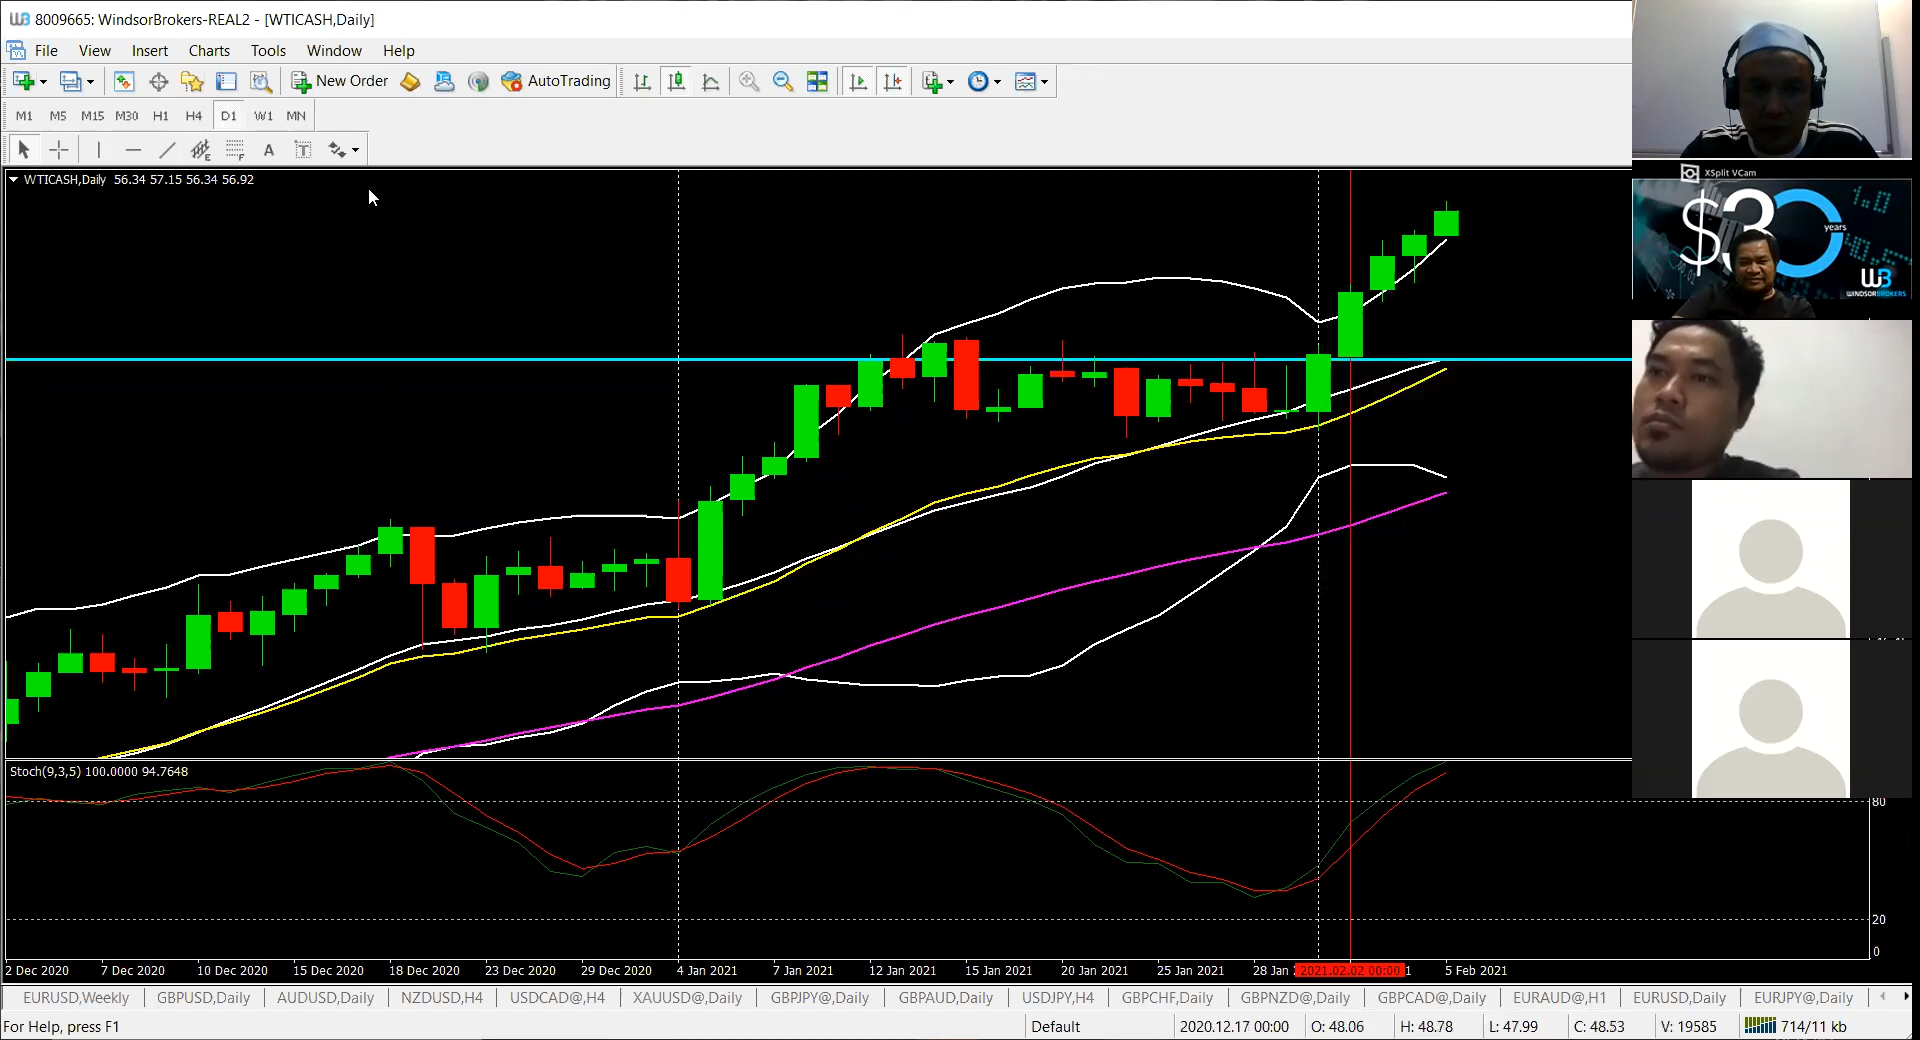 8009665: WindsorBrokers-REAL2 - [WTICASH,Daily]
File View Insert Charts Tools Window Help
New Order AutoTrading
M1 M5 M15 M30 H1 H4 D1 W1 MN
E F A T
WTICASH,Daily 56.34 57.15 56.34 56.92
XSplit VCam
$30
years
1.0
WB
WINDSORBROKERS
Stoch(9,3,5) 100.0000 94.7648
80
20
0
2 Dec 2020 7 Dec 2020 10 Dec 2020 15 Dec 2020 18 Dec 2020 23 Dec 2020 29 Dec 2020 4 Jan 2021 7 Jan 2021 12 Jan 2021 15 Jan 2021 20 Jan 2021 25 Jan 2021 28 Jan 2021.02.02 00:00 1 5 Feb 2021
EURUSD,Weekly GBPUSD,Daily AUDUSD,Daily NZDUSD,H4 USDCAD@,H4 XAUUSD@,Daily GBPJPY@,Daily GBPAUD,Daily USDJPY,H4 GBPCHF,Daily GBPNZD@,Daily GBPCAD@,Daily EURAUD@,H1 EURUSD,Daily EURJPY@,Daily
For Help, press F1 Default 2020.12.17 00:00 O: 48.06 H: 48.78 L: 47.99 C: 48.53 V: 19585 714/11 kb